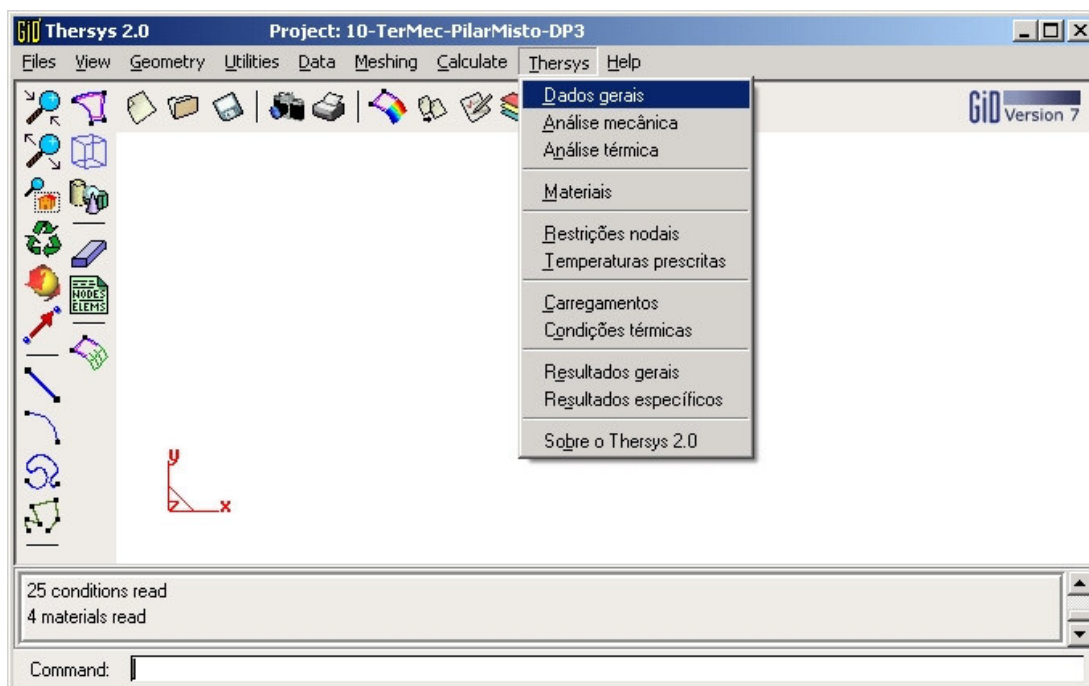 GiD Thersys 2.0 Project: 10-TerMec-PilarMisto-DP3
Files View Geometry Utilities Data Meshing Calculate Thersys Help
GiD Version 7
Dados gerais
Análise mecânica
Análise térmica
Materiais
Restrições nodais
Temperaturas prescritas
Carregamentos
Condições térmicas
Resultados gerais
Resultados específicos
Sobre o Thersys 2.0
NODES
ELEMS
y
z x
25 conditions read
4 materials read
Command: